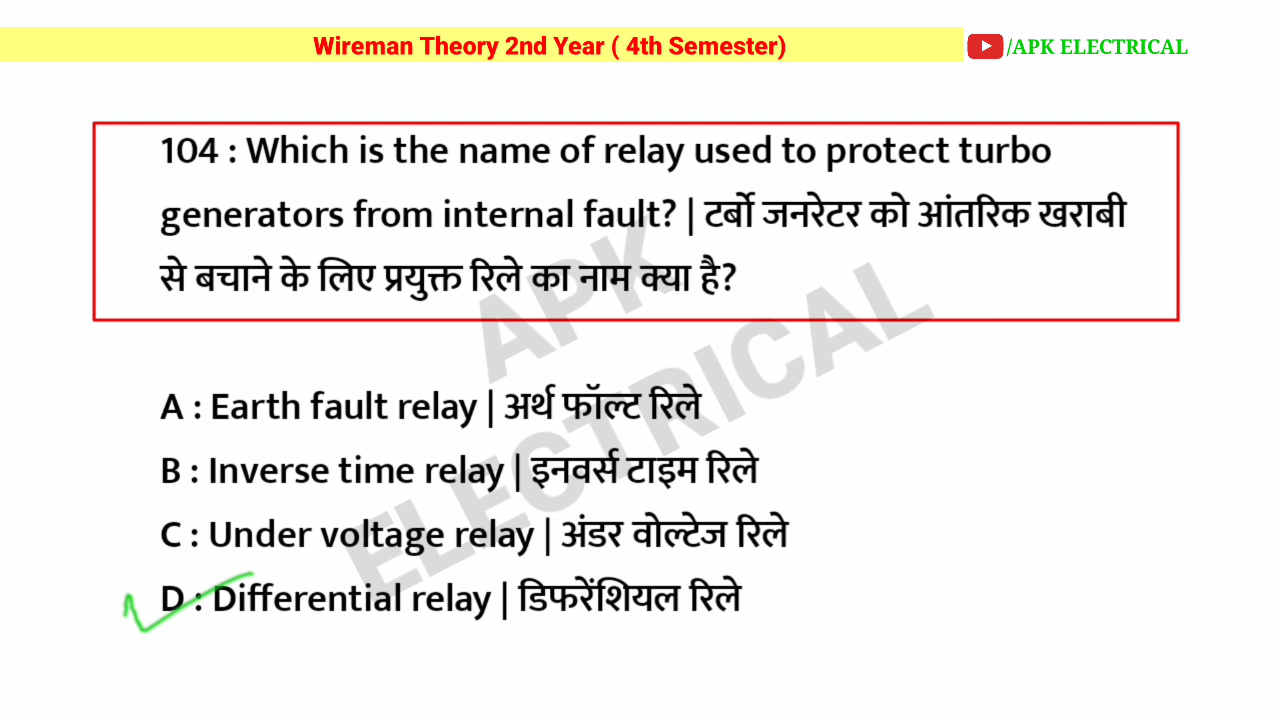 Wireman Theory 2nd Year ( 4th Semester)
/APK ELECTRICAL
104 : Which is the name of relay used to protect turbo
generators from internal fault? | टर्बो जनरेटर को आंतरिक खराबी
से बचाने के लिए प्रयुक्त रिले का नाम क्या है?
APK
ELECTRICAL
A : Earth fault relay | अर्थ फॉल्ट रिले
B : Inverse time relay | इनवर्स टाइम रिले
C : Under voltage relay | अंडर वोल्टेज रिले
D : Differential relay | डिफरेंशियल रिले